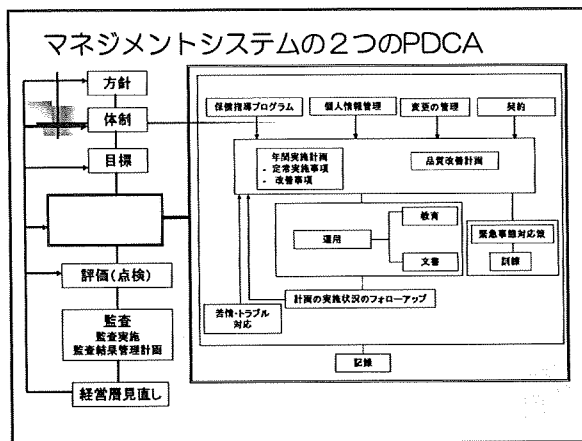 マネジメントシステムの2つのPDCA
方針
体制
目標
評価(点検)
監査
監査実施
監査結果管理計画
経営層見直し
保健指導プログラム
個人情報管理
変更の管理
契約
年間実施計画
- 定常実施事項
- 改善事項
品質改善計画
運用
教育
文書
緊急事態対応類
訓練
計画の実施状況のフォローアップ
苦情・トラブル
対応
記録